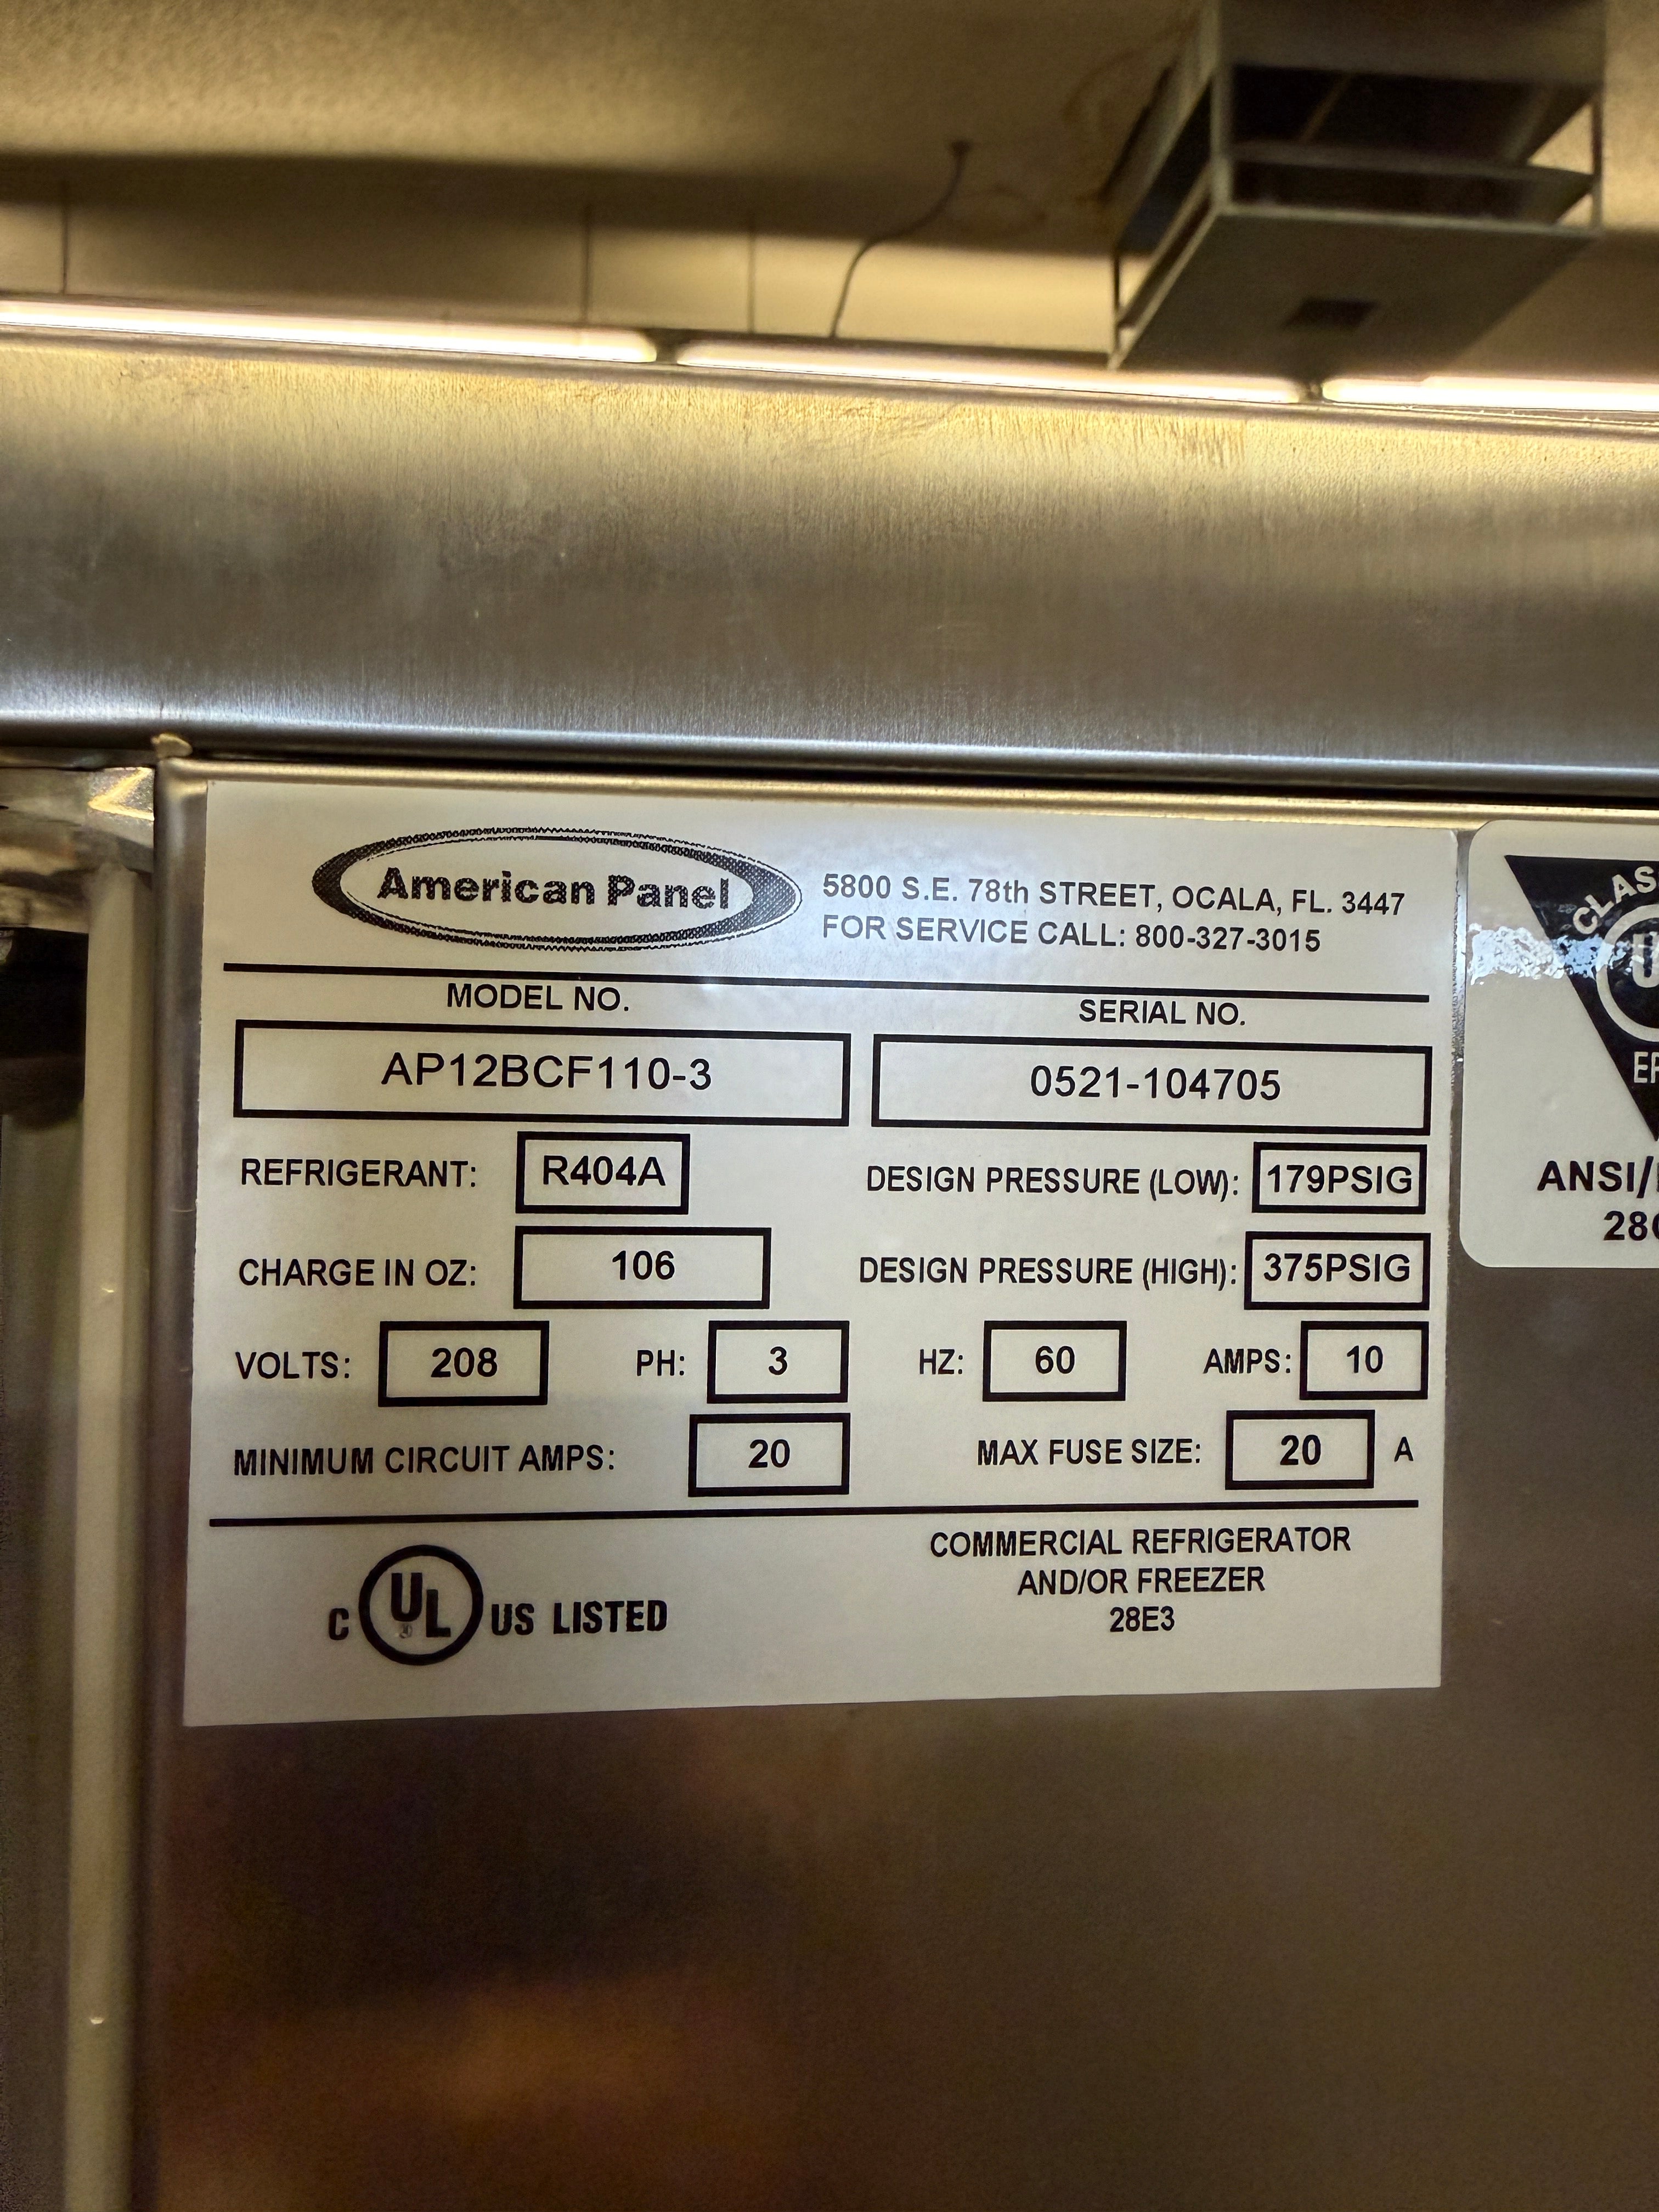 American Panel
5800 S.E. 78th STREET, OCALA, FL. 3447
FOR SERVICE CALL: 800-327-3015
MODEL NO. SERIAL NO.
AP12BCF110-3 0521-104705
REFRIGERANT: R404A DESIGN PRESSURE (LOW): 179PSIG
CHARGE IN OZ: 106 DESIGN PRESSURE (HIGH): 375PSIG
VOLTS: 208 PH: 3 HZ: 60 AMPS: 10
MINIMUM CIRCUIT AMPS: 20 MAX FUSE SIZE: 20 A
C UL US LISTED
COMMERCIAL REFRIGERATOR
AND/OR FREEZER
28E3
ANSI/